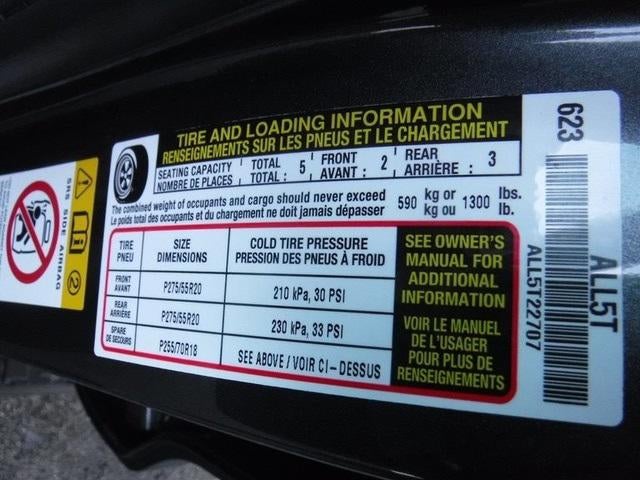 SRS SIDE AIRBAG
2
TIRE AND LOADING INFORMATION
RENSEIGNEMENTS SUR LES PNEUS ET LE CHARGEMENT
SEATING CAPACITY TOTAL 5 FRONT 2 REAR 3
NOMBRE DE PLACES TOTAL : AVANT : ARRIÈRE :
The combined weight of occupants and cargo should never exceed 590 kg or 1300 lbs.
Le poids total des occupants et du chargement ne doit jamais dépasser kg ou lb.
TIRE SIZE COLD TIRE PRESSURE
PNEU DIMENSIONS PRESSION DES PNEUS À FROID
FRONT AVANT P275/55R20 210 kPa, 30 PSI
REAR ARRIÈRE P275/55R20 230 kPa, 33 PSI
SPARE DE SECOURS P255/70R18 SEE ABOVE / VOIR CI-DESSUS
SEE OWNER'S
MANUAL FOR
ADDITIONAL
INFORMATION
VOIR LE MANUEL
DE L'USAGER
POUR PLUS DE
RENSEIGNEMENTS
623
ALL5T
ALL5T22707